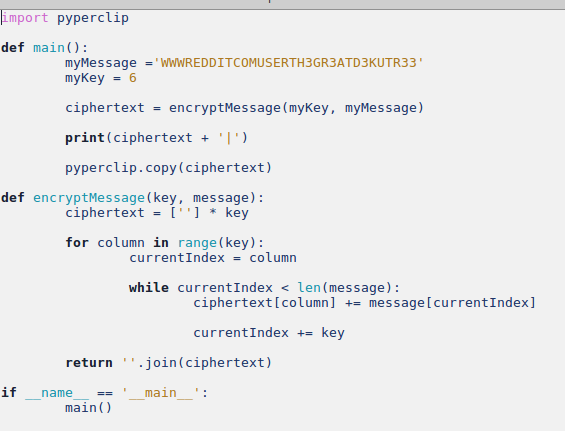 import pyperclip
def main():
myMessage ='WWWREDDITCOMUSERTH3GR3ATD3KUTR33'
myKey = 6
ciphertext = encryptMessage(myKey, myMessage)
print(ciphertext + '|')
pyperclip.copy(ciphertext)
def encryptMessage(key, message):
ciphertext = [''] * key
for column in range(key):
currentIndex = column
while currentIndex < len(message):
ciphertext[column] += message[currentIndex]
currentIndex += key
return ''.join(ciphertext)
if __name__ == '__main__':
main()